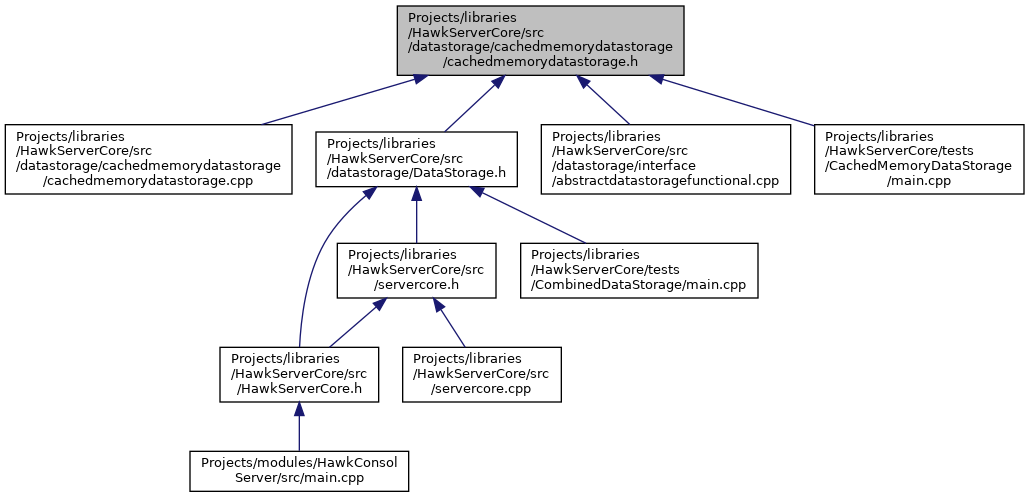 Projects/libraries
/HawkServerCore/src
/datastorage/cachedmemorydatastorage
/cachedmemorydatastorage.h
Projects/libraries
/HawkServerCore/src
/datastorage/cachedmemorydatastorage
/cachedmemorydatastorage.cpp
Projects/libraries
/HawkServerCore/src
/datastorage/DataStorage.h
Projects/libraries
/HawkServerCore/src
/datastorage/interface
/abstractdatastoragefunctional.cpp
Projects/libraries
/HawkServerCore/tests
/CachedMemoryDataStorage
/main.cpp
Projects/libraries
/HawkServerCore/src
/servercore.h
Projects/libraries
/HawkServerCore/tests
/CombinedDataStorage/main.cpp
Projects/libraries
/HawkServerCore/src
/HawkServerCore.h
Projects/libraries
/HawkServerCore/src
/servercore.cpp
Projects/modules/HawkConsol
Server/src/main.cpp